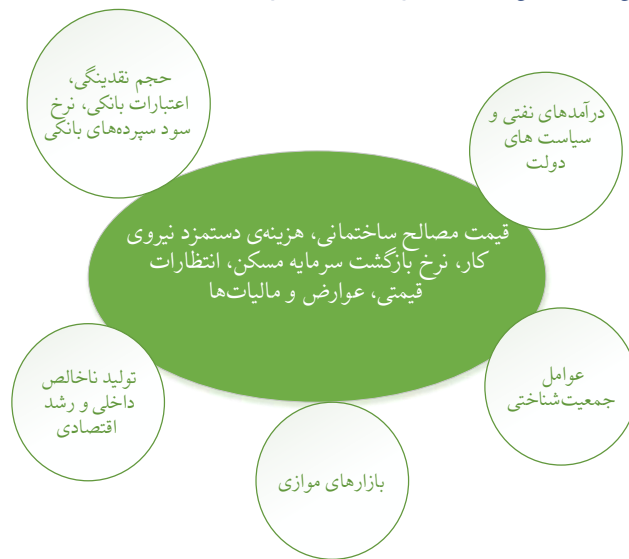 حجم نقدینگی،
اعتبارات بانکی، نرخ
سود سپرده‌های بانکی
درآمدهای نفتی و
سیاست های
دولت
قیمت مصالح ساختمانی، هزینه‌ی دستمزد نیروی
کار، نرخ بازگشت سرمایه مسکن، انتظارات
قیمتی، عوارض و مالیات‌ها
عوامل
جمعیت‌شناختی
تولید ناخالص
داخلی و رشد
اقتصادی
بازارهای موازی